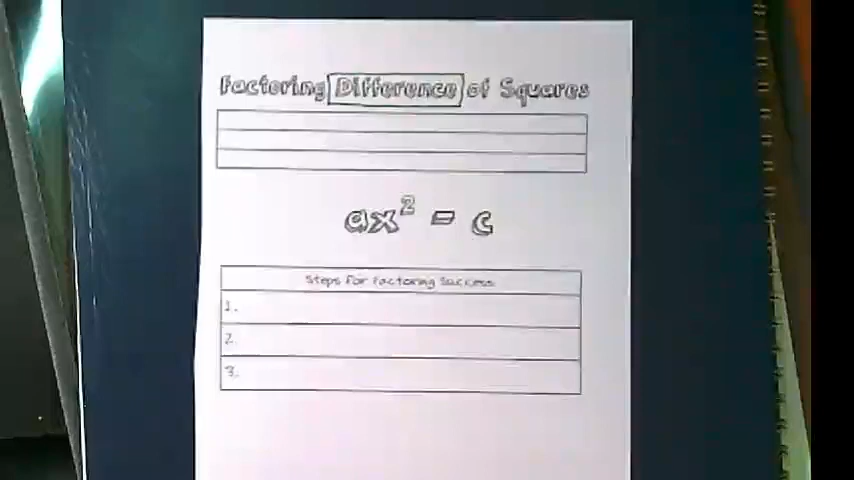 Factoring Difference of Squares
ax² = c
Steps for Factoring Success
1.
2.
3.